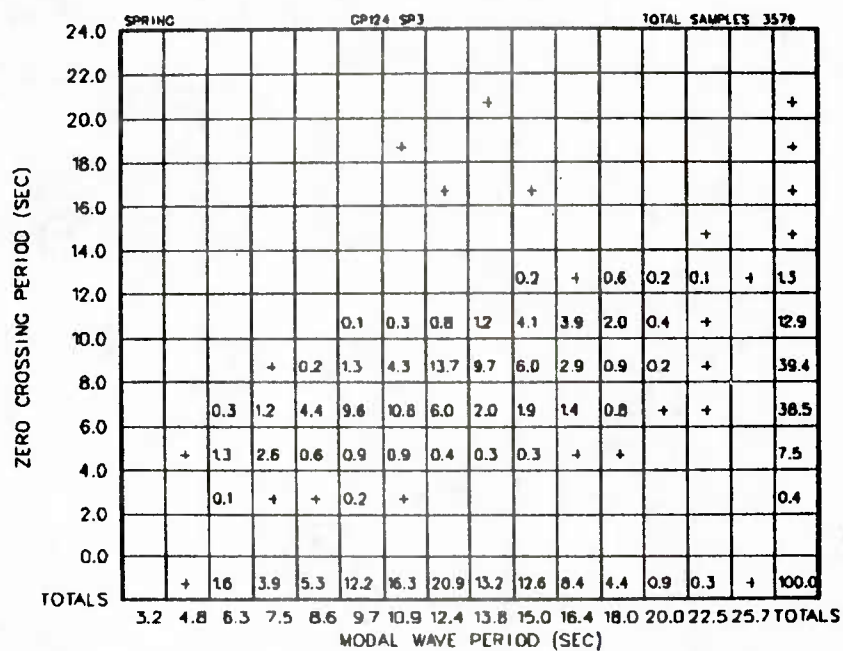 SPRING GP124 SP3 TOTAL SAMPLES 3579
24.0
22.0
+ +
20.0
+ +
18.0
+ + +
16.0
+ +
14.0
0.2 + 0.6 0.2 0.1 + 1.3
12.0
0.1 0.3 0.8 1.2 4.1 3.9 2.0 0.4 + 12.9
10.0
+ 0.2 1.3 4.3 13.7 9.7 6.0 2.9 0.9 0.2 + 39.4
8.0
0.3 1.2 4.4 9.6 10.8 6.0 2.0 1.9 1.4 0.8 + + 38.5
6.0
+ 1.3 2.6 0.6 0.9 0.9 0.4 0.3 0.3 + + 7.5
4.0
0.1 + + 0.2 + 0.4
2.0
0.0
+ 1.6 3.9 5.3 12.2 16.3 20.9 13.2 12.6 8.4 4.4 0.9 0.3 + 100.0
TOTALS
3.2 4.8 6.3 7.5 8.6 9.7 10.9 12.4 13.8 15.0 16.4 18.0 20.0 22.5 25.7 TOTALS
MODAL WAVE PERIOD (SEC)
ZERO CROSSING PERIOD (SEC)